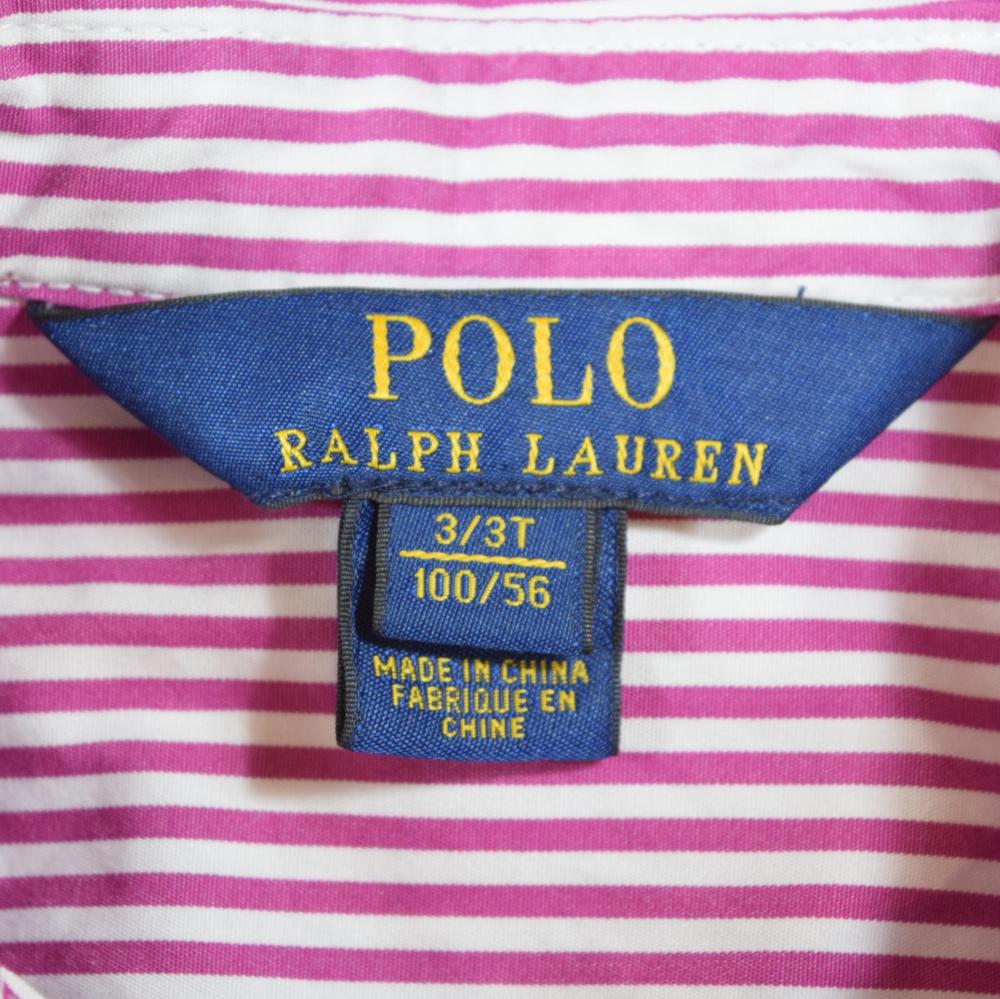 POLO
RALPH LAUREN
3/3T
100/56
MADE IN CHINA
FABRIQUE EN
CHINE